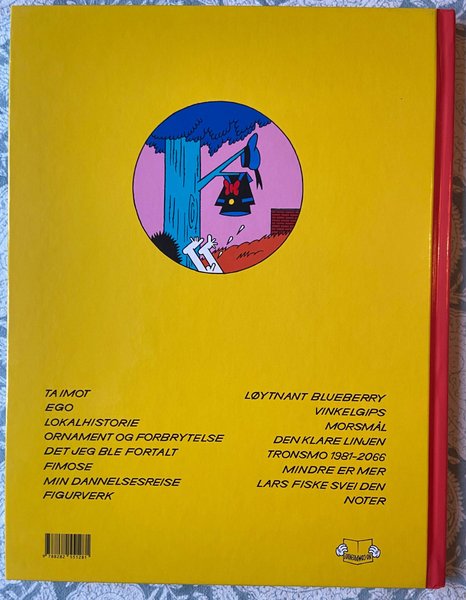 TA IMOT
EGO
LOKALHISTORIE
ORNAMENT OG FORBRYTELSE
DET JEG BLE FORTALT
FIMOSE
MIN DANNELSESREISE
FIGURVERK
LØYTNANT BLUEBERRY
VINKELGIPS
MORSMÅL
DEN KLARE LINJEN
TRONSMO 1981-2066
MINDRE ER MER
LARS FISKE SVEI DEN
NOTER